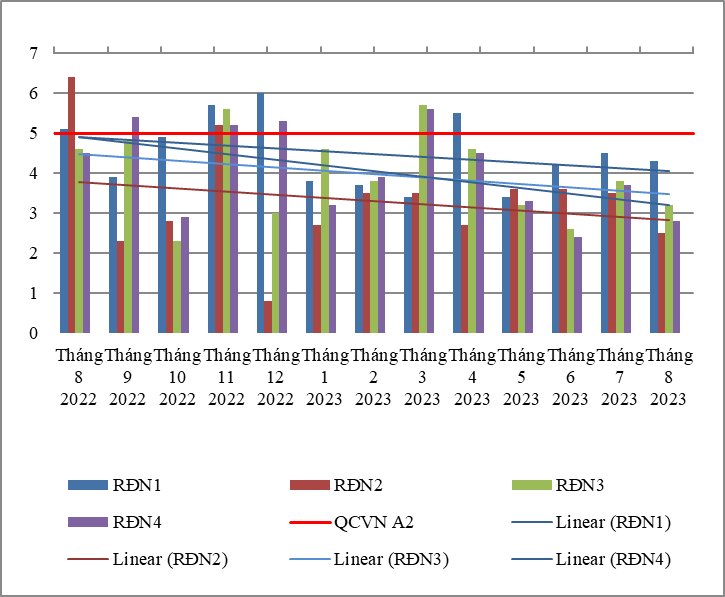 7
6
5
4
3
2
1
0
Tháng Tháng Tháng Tháng Tháng Tháng Tháng Tháng Tháng Tháng Tháng Tháng Tháng
8 9 10 11 12 1 2 3 4 5 6 7 8
2022 2022 2022 2022 2022 2023 2023 2023 2023 2023 2023 2023 2023
RĐN1 RĐN2 RĐN3
RĐN4 QCVN A2 Linear (RĐN1)
Linear (RĐN2) Linear (RĐN3) Linear (RĐN4)